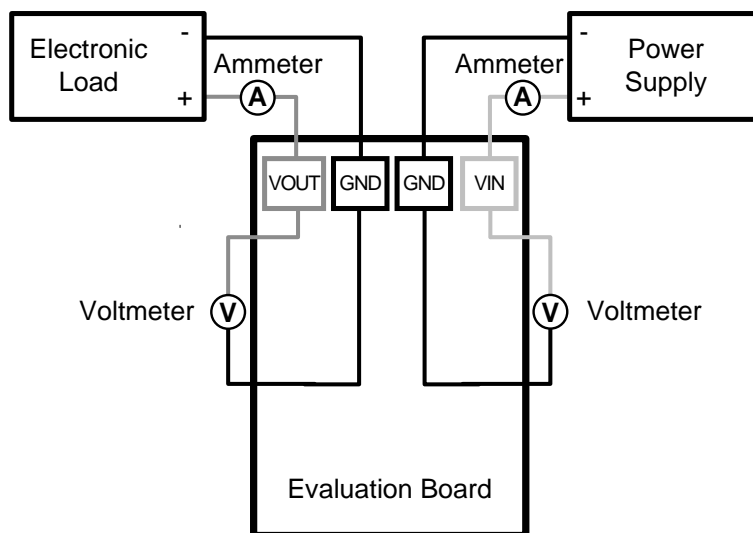 Electronic
Load
-
+
Ammeter
A
Ammeter
A
-
+
Power
Supply
VOUT
GND
GND
VIN
Voltmeter
V
V
Voltmeter
Evaluation Board